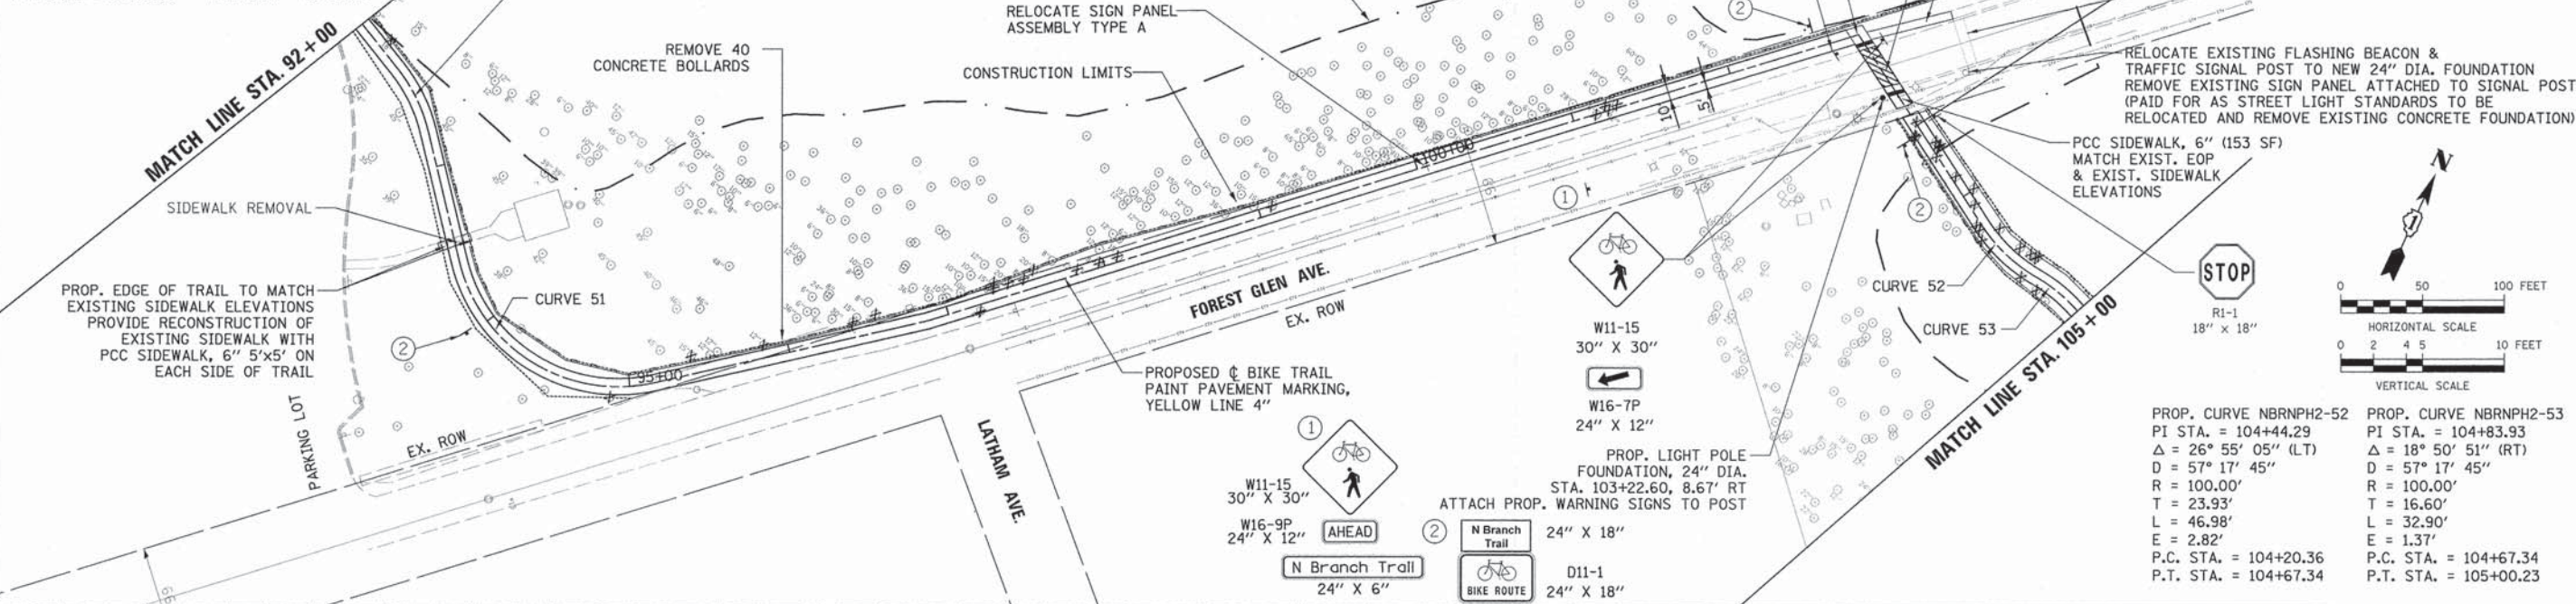 MATCH LINE STA. 92+00
RELOCATE SIGN PANEL
ASSEMBLY TYPE A
REMOVE 40
CONCRETE BOLLARDS
CONSTRUCTION LIMITS
2
RELOCATE EXISTING FLASHING BEACON &
TRAFFIC SIGNAL POST TO NEW 24" DIA. FOUNDATION
REMOVE EXISTING SIGN PANEL ATTACHED TO SIGNAL POST
(PAID FOR AS STREET LIGHT STANDARDS TO BE
RELOCATED AND REMOVE EXISTING CONCRETE FOUNDATION)
PCC SIDEWALK, 6" (153 SF)
MATCH EXIST. EOP
& EXIST. SIDEWALK
ELEVATIONS
N
1
SIDEWALK REMOVAL
10'
5'
100+00
66'
1
2
PROP. EDGE OF TRAIL TO MATCH
EXISTING SIDEWALK ELEVATIONS
PROVIDE RECONSTRUCTION OF
EXISTING SIDEWALK WITH
PCC SIDEWALK, 6" 5'x5' ON
EACH SIDE OF TRAIL
2
CURVE 51
95+00
FOREST GLEN AVE.
EX. ROW
PROPOSED ℄ BIKE TRAIL
PAINT PAVEMENT MARKING,
YELLOW LINE 4"
W11-15
30" X 30"
W16-7P
24" X 12"
CURVE 52
CURVE 53
STOP
R1-1
18" x 18"
0 50 100 FEET
HORIZONTAL SCALE
0 2 4 5 10 FEET
VERTICAL SCALE
MATCH LINE STA. 105+00
PARKING LOT
EX. ROW
LATHAM AVE.
66'
1
W11-15
30" X 30"
W16-9P
24" X 12"
AHEAD
N Branch Trail
24" X 6"
PROP. LIGHT POLE
FOUNDATION, 24" DIA.
STA. 103+22.60, 8.67' RT
ATTACH PROP. WARNING SIGNS TO POST
2
N Branch
Trail
24" X 18"
BIKE ROUTE
D11-1
24" X 18"
PROP. CURVE NBRNPH2-52
PI STA. = 104+44.29
Δ = 26° 55' 05" (LT)
D = 57° 17' 45"
R = 100.00'
T = 23.93'
L = 46.98'
E = 2.82'
P.C. STA. = 104+20.36
P.T. STA. = 104+67.34
PROP. CURVE NBRNPH2-53
PI STA. = 104+83.93
Δ = 18° 50' 51" (RT)
D = 57° 17' 45"
R = 100.00'
T = 16.60'
L = 32.90'
E = 1.37'
P.C. STA. = 104+67.34
P.T. STA. = 105+00.23